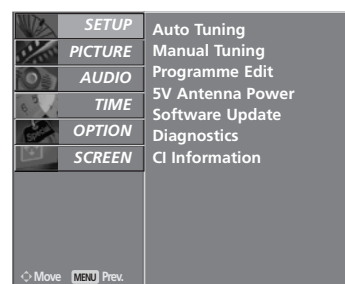 SETUP
PICTURE
AUDIO
TIME
OPTION
SCREEN
Auto Tuning
Manual Tuning
Programme Edit
5V Antenna Power
Software Update
Diagnostics
CI Information
Move MENU Prev.